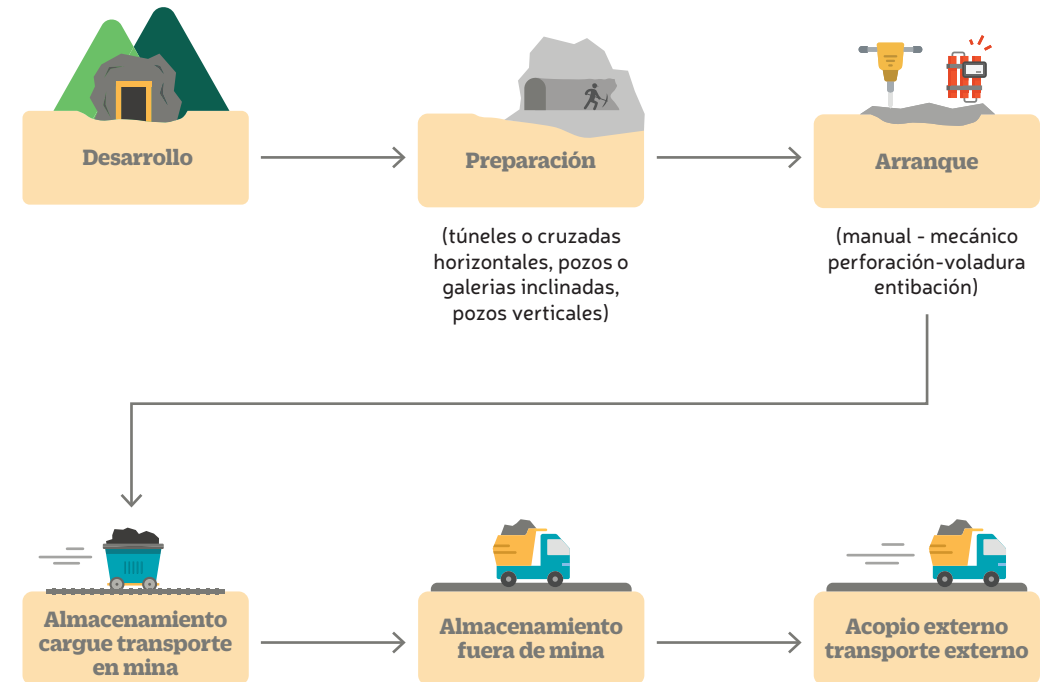 Desarrollo
Preparación
Arranque
(túneles o cruzadas
horizontales, pozos o
galerias inclinadas,
pozos verticales)
(manual - mecánico
perforación-voladura
entibación)
Almacenamiento
cargue transporte
en mina
Almacenamiento
fuera de mina
Acopio externo
transporte externo